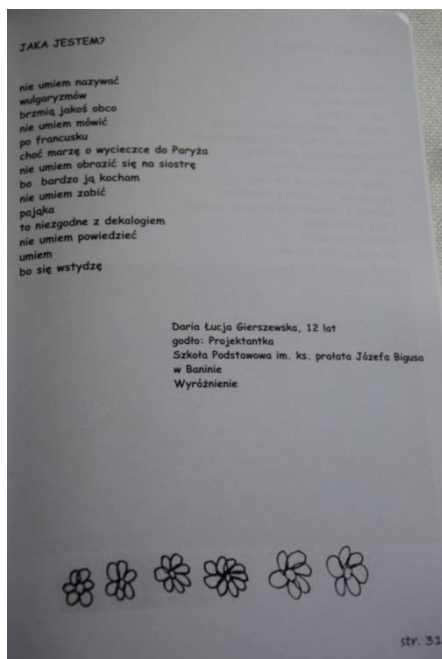 JAKA JESTEM?
nie umiem nazywać
wulgaryzmów
brzmią jakoś obco
nie umiem mówić
po francusku
choć marzę o wycieczce do Paryża
nie umiem obrazić się na siostrę
bo bardzo ją kocham
nie umiem zabić
pająka
to niezgodne z dekalogiem
nie umiem powiedzieć
umiem
bo się wstydzę
Daria Łucja Gierszewska, 12 lat
godło: Projektantka
Szkoła Podstawowa im. ks. prałata Józefa Bigusa
w Baninie
Wyróżnienie
str. 31